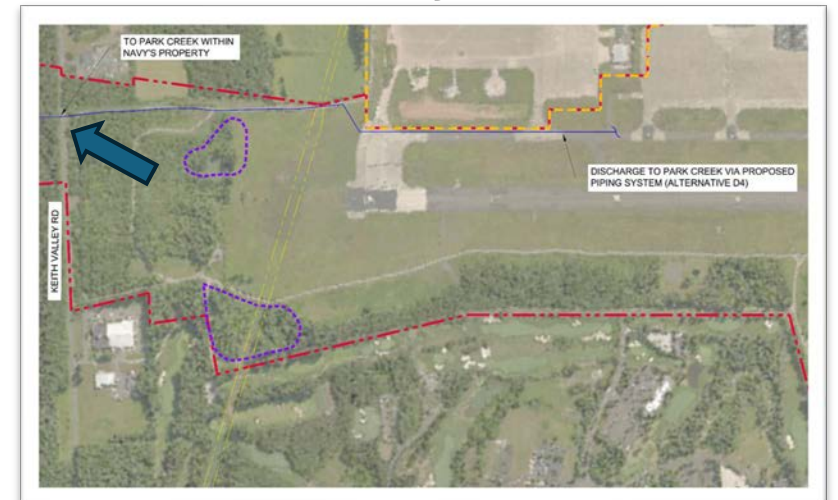 TO PARK CREEK WITHIN
NAVY'S PROPERTY
DISCHARGE TO PARK CREEK VIA PROPOSED
PIPING SYSTEM (ALTERNATIVE D4)
KEITH VALLEY RD